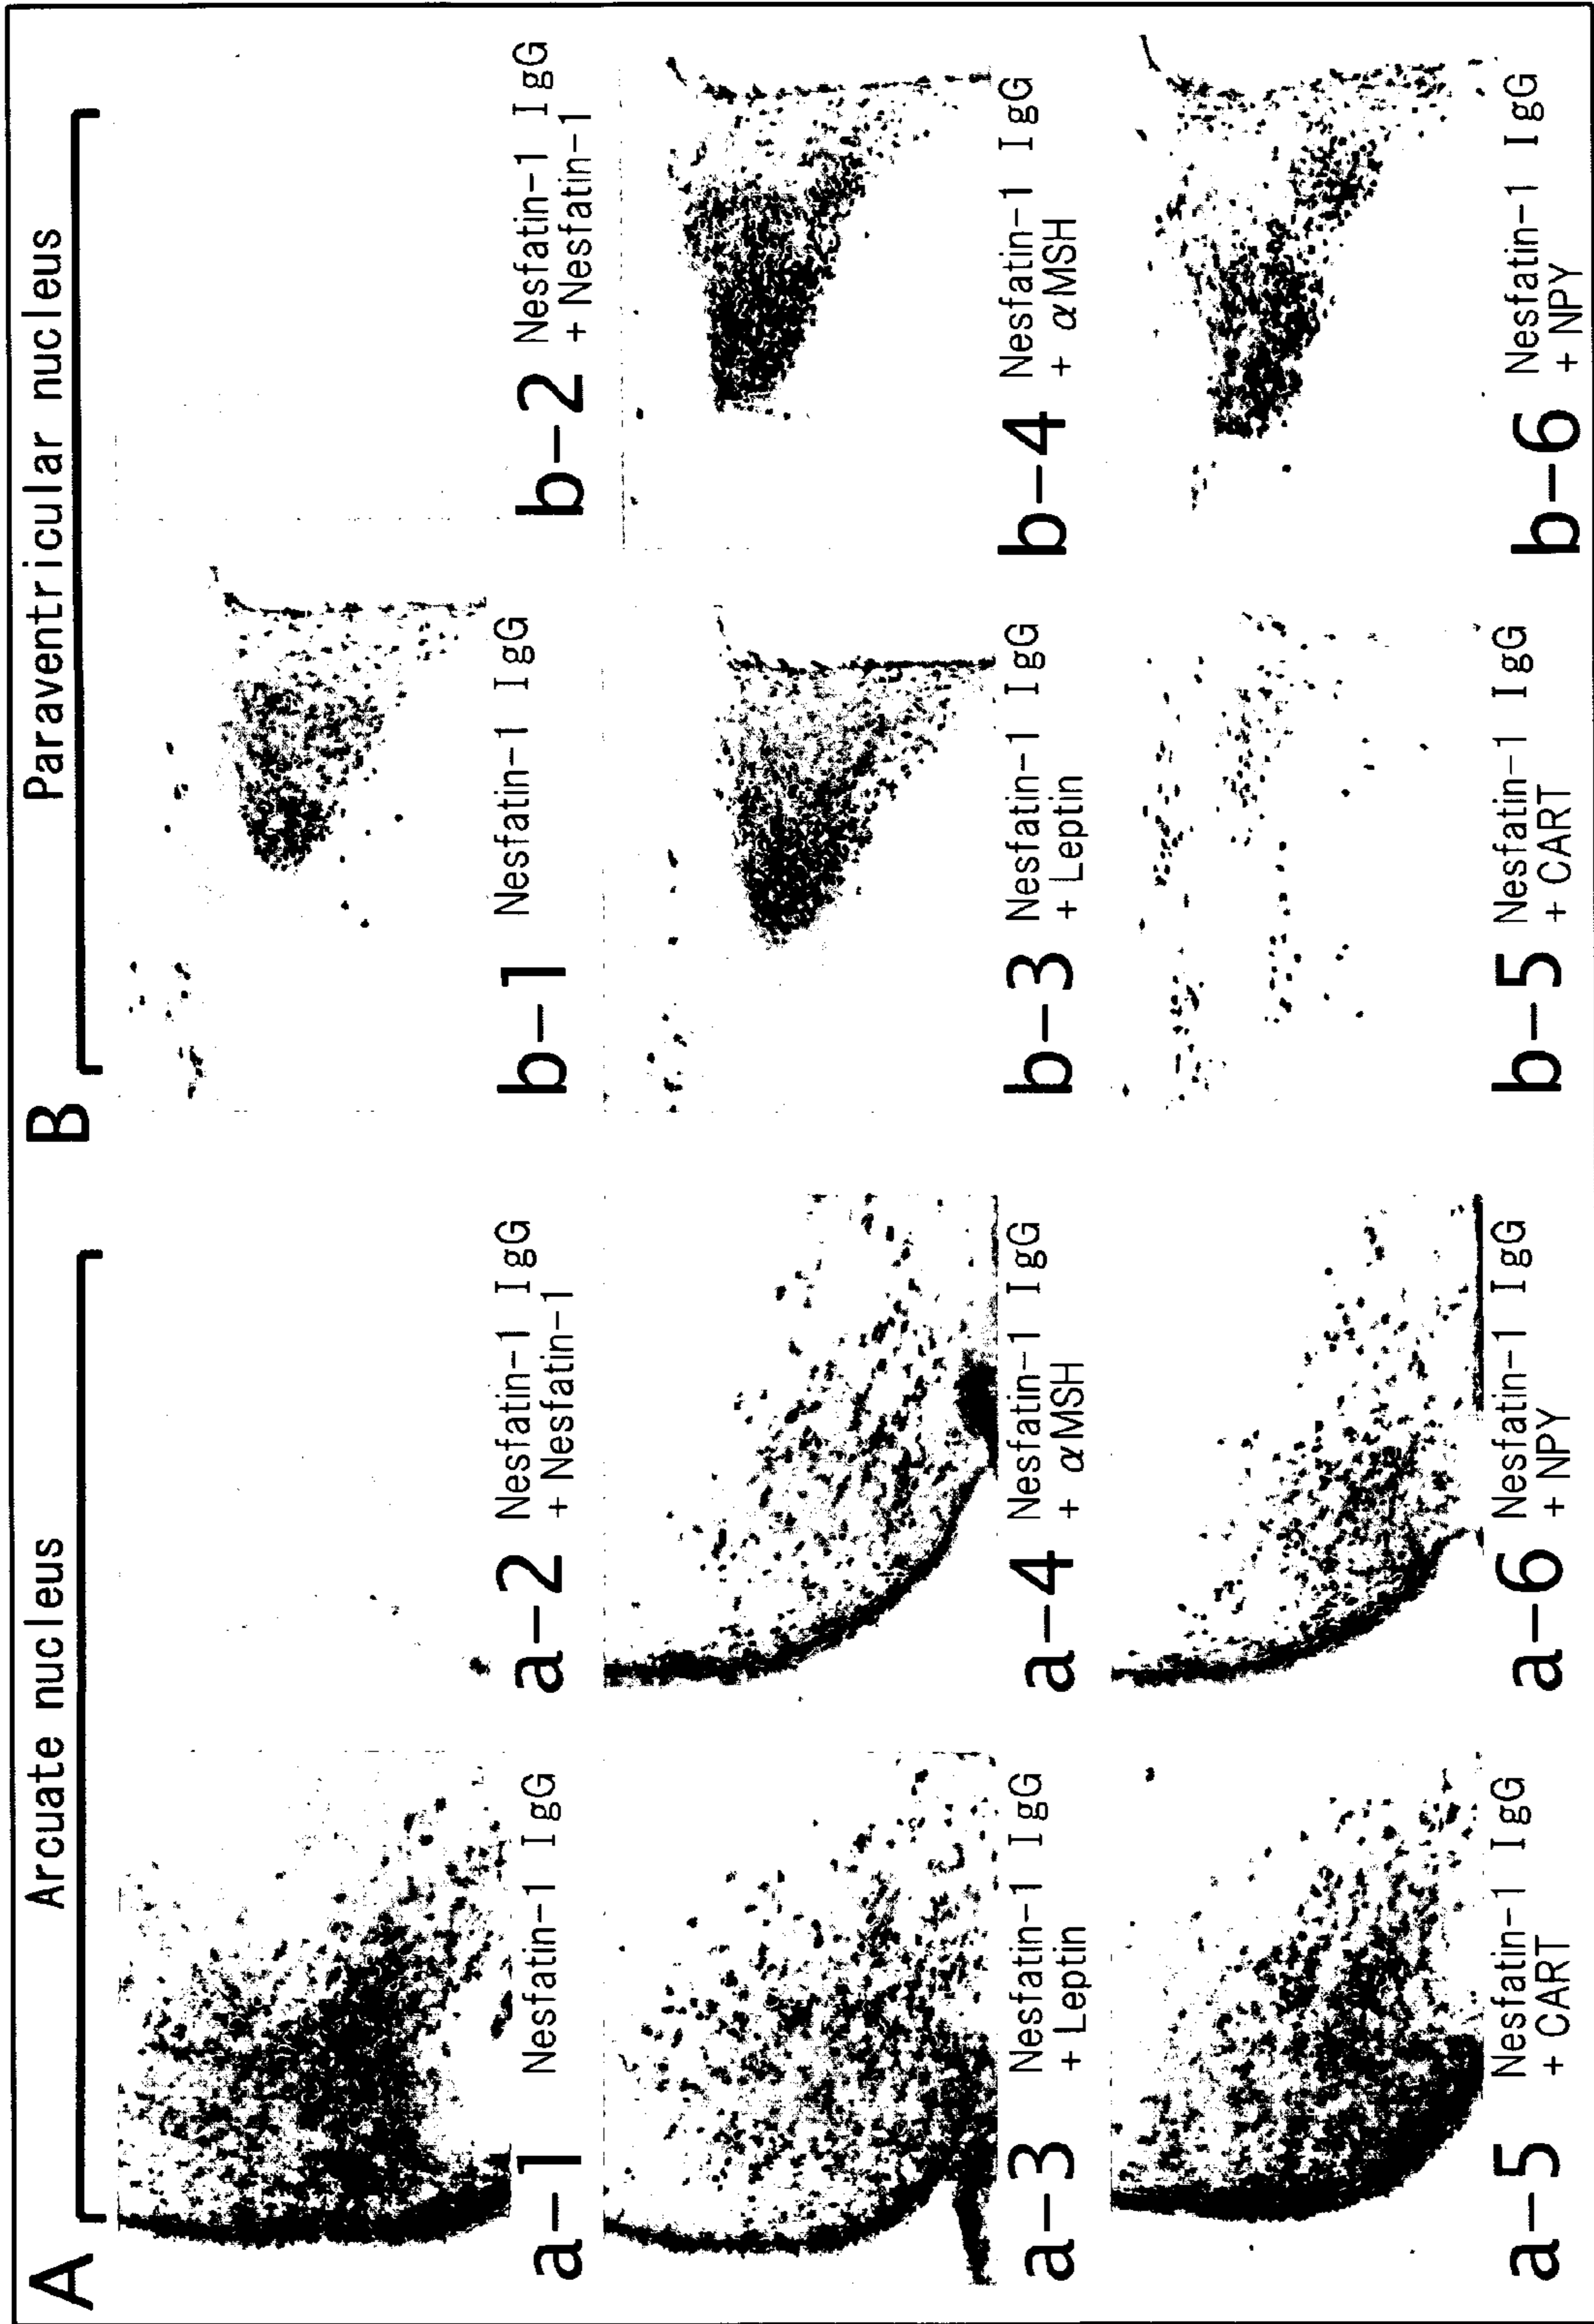 A
Arcuate nucleus
a-1 Nesfatin-1 IgG
a-2 Nesfatin-1 IgG
+ Nesfatin-1
a-3 Nesfatin-1 IgG
+ Leptin
a-4 Nesfatin-1 IgG
+ αMSH
a-5 Nesfatin-1 IgG
+ CART
a-6 Nesfatin-1 IgG
+ NPY
B
Paraventricular nucleus
b-1 Nesfatin-1 IgG
b-2 Nesfatin-1 IgG
+ Nesfatin-1
b-3 Nesfatin-1 IgG
+ Leptin
b-4 Nesfatin-1 IgG
+ αMSH
b-5 Nesfatin-1 IgG
+ CART
b-6 Nesfatin-1 IgG
+ NPY